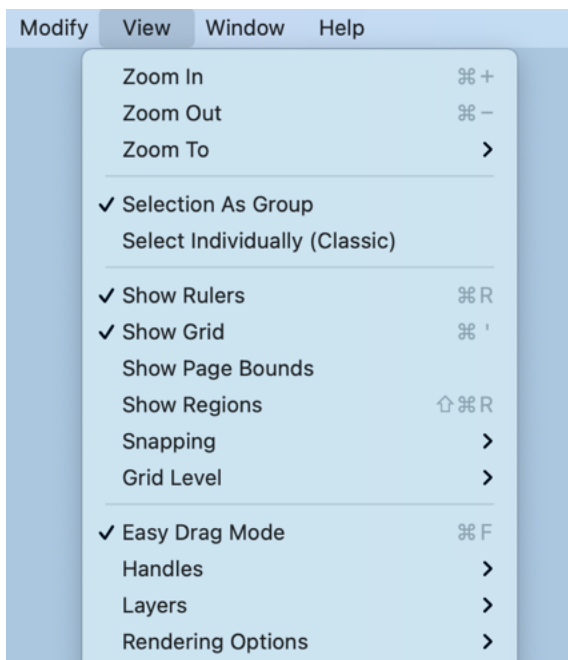 Modify View Window Help
Zoom In ⌘+
Zoom Out ⌘−
Zoom To
Selection As Group
Select Individually (Classic)
Show Rulers ⌘R
Show Grid ⌘'
Show Page Bounds
Show Regions ⇧⌘R
Snapping
Grid Level
Easy Drag Mode ⌘F
Handles
Layers
Rendering Options